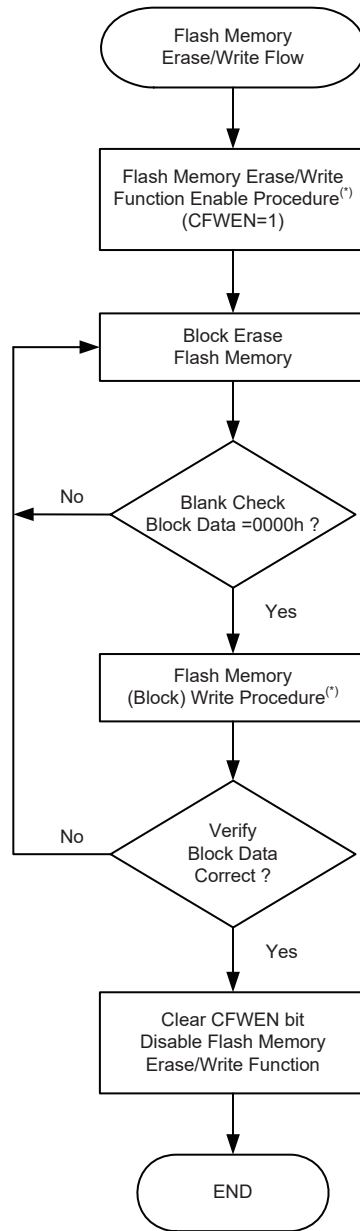 Flash Memory
Erase/Write Flow
Flash Memory Erase/Write
Function Enable Procedure(*)
(CFWEN=1)
Block Erase
Flash Memory
No
Blank Check
Block Data =0000h ?
Yes
Flash Memory
(Block) Write Procedure(*)
No
Verify
Block Data
Correct ?
Yes
Clear CFWEN bit
Disable Flash Memory
Erase/Write Function
END